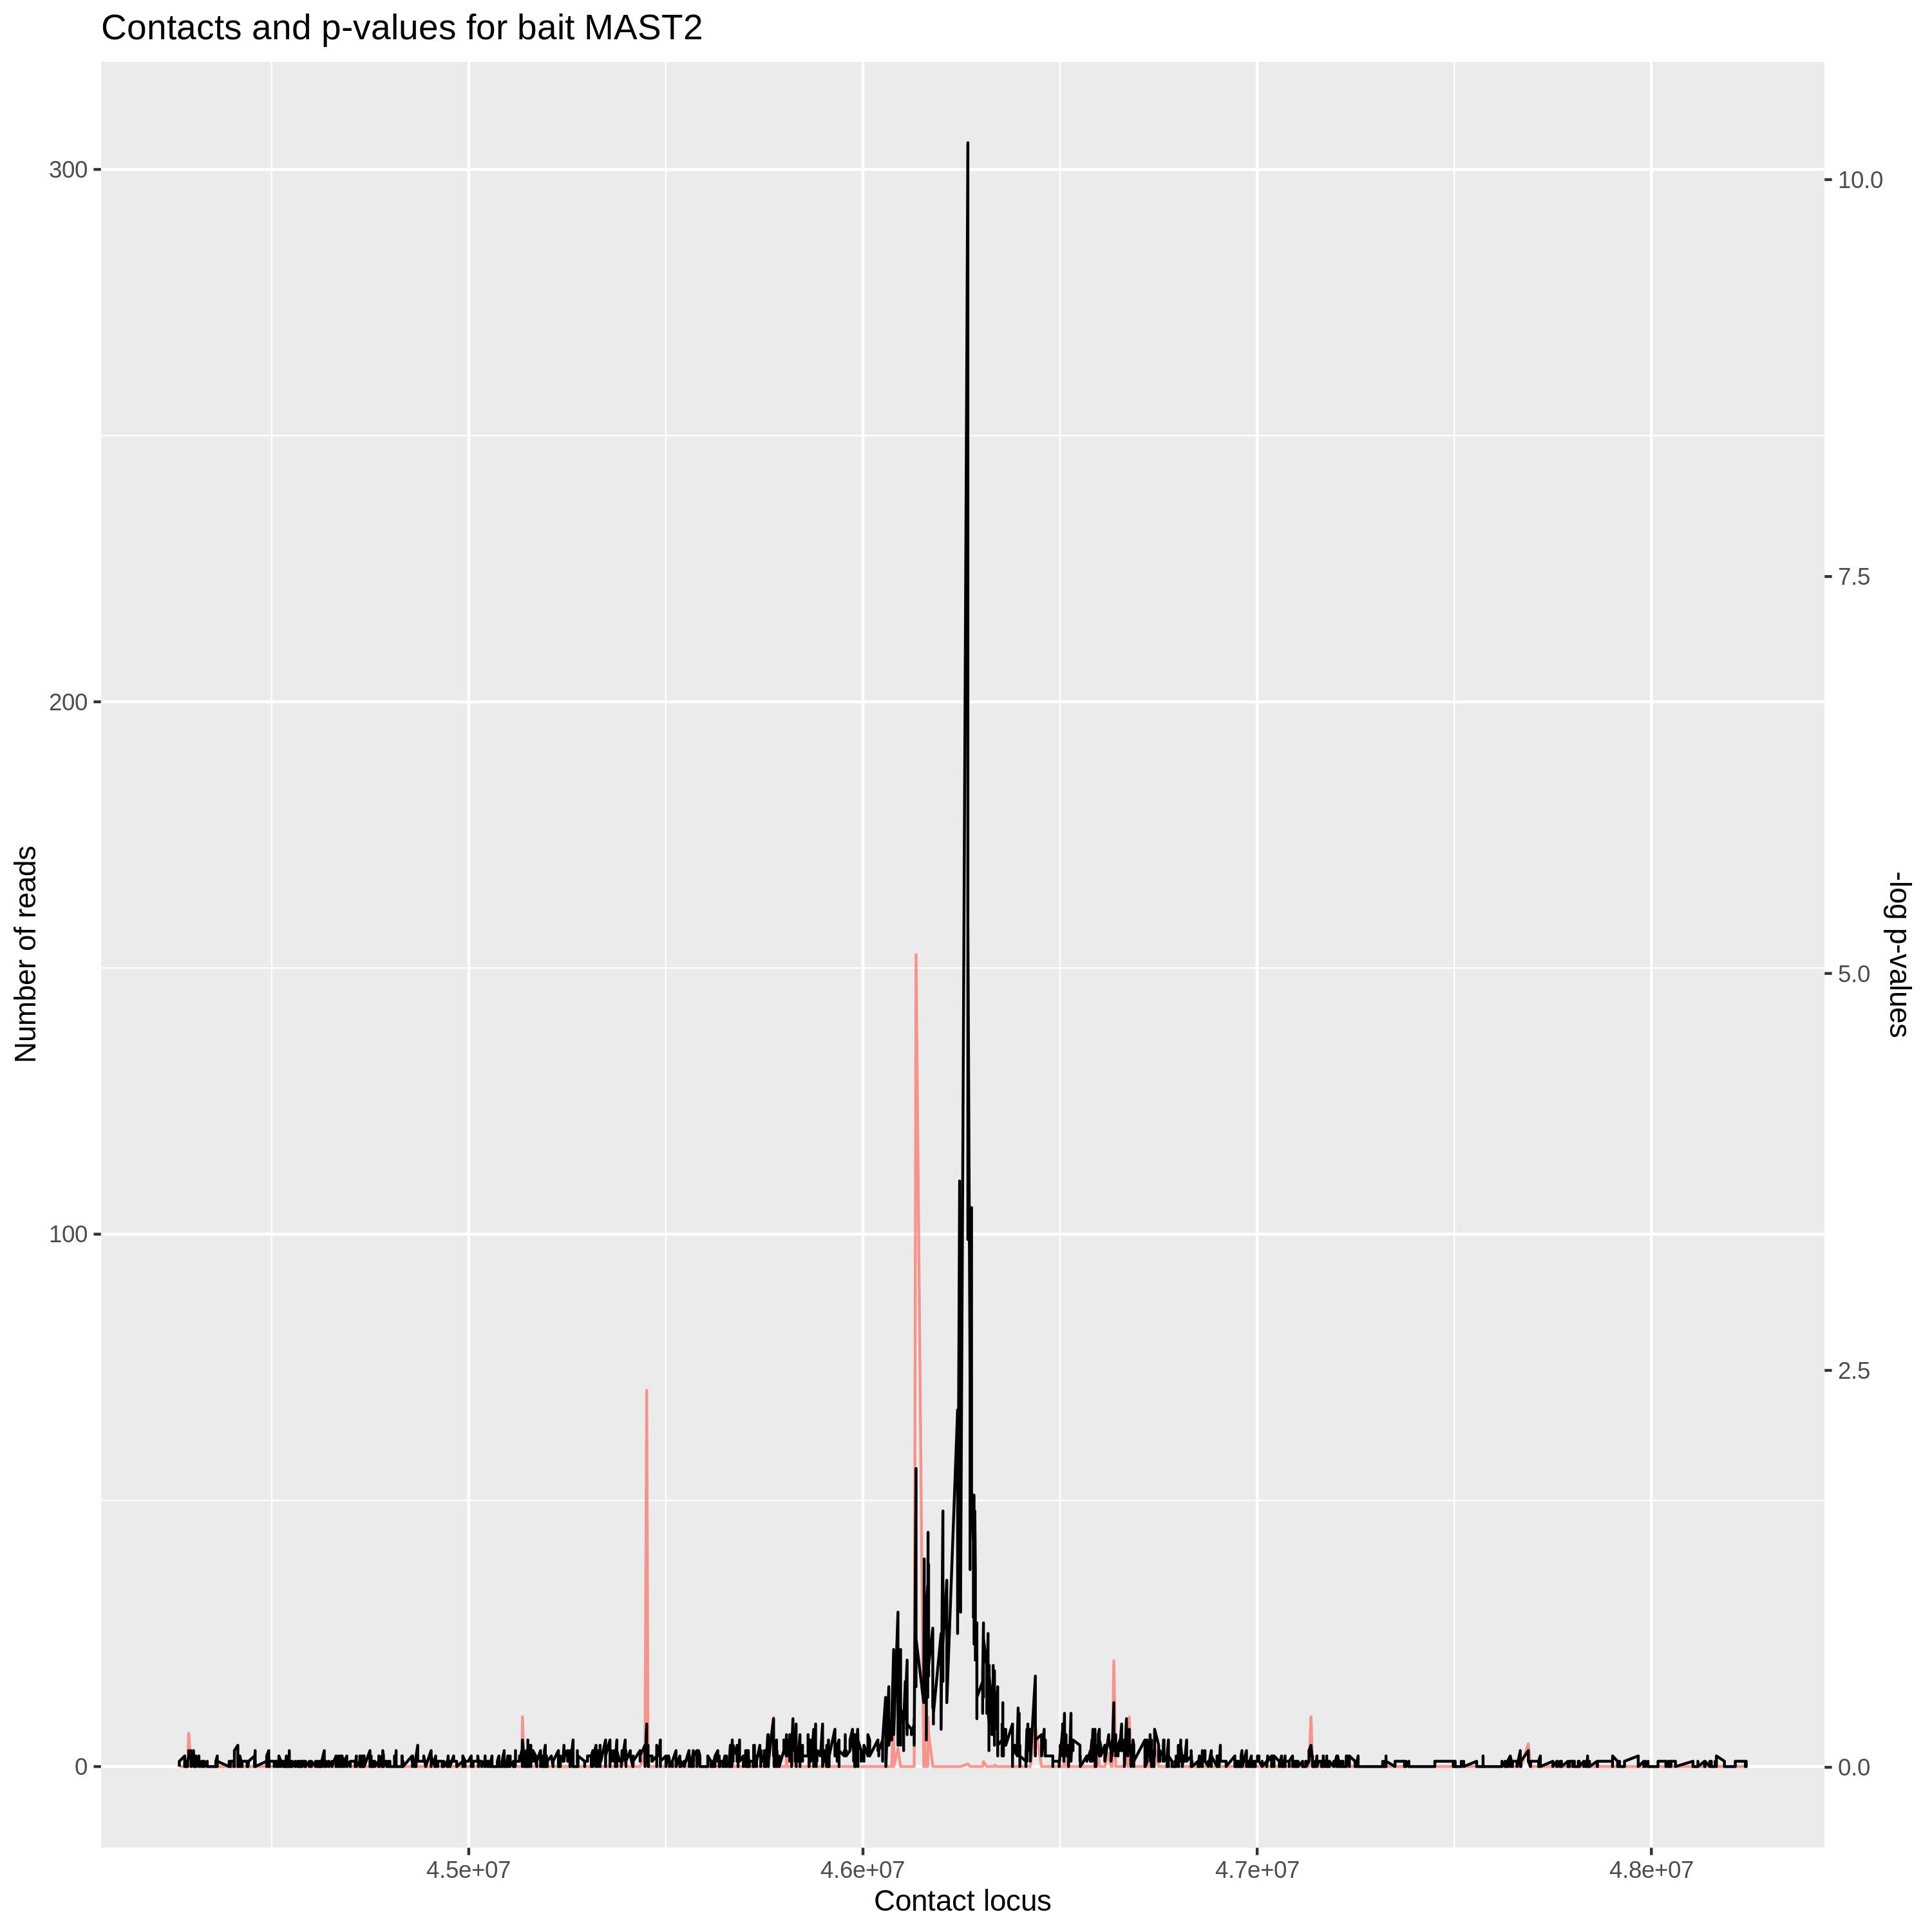 Contacts and p-values for bait MAST2
300
200
100
0
Number of reads
10.0
7.5
5.0
2.5
0.0
-log p-values
4.5e+07
4.6e+07
4.7e+07
4.8e+07
Contact locus